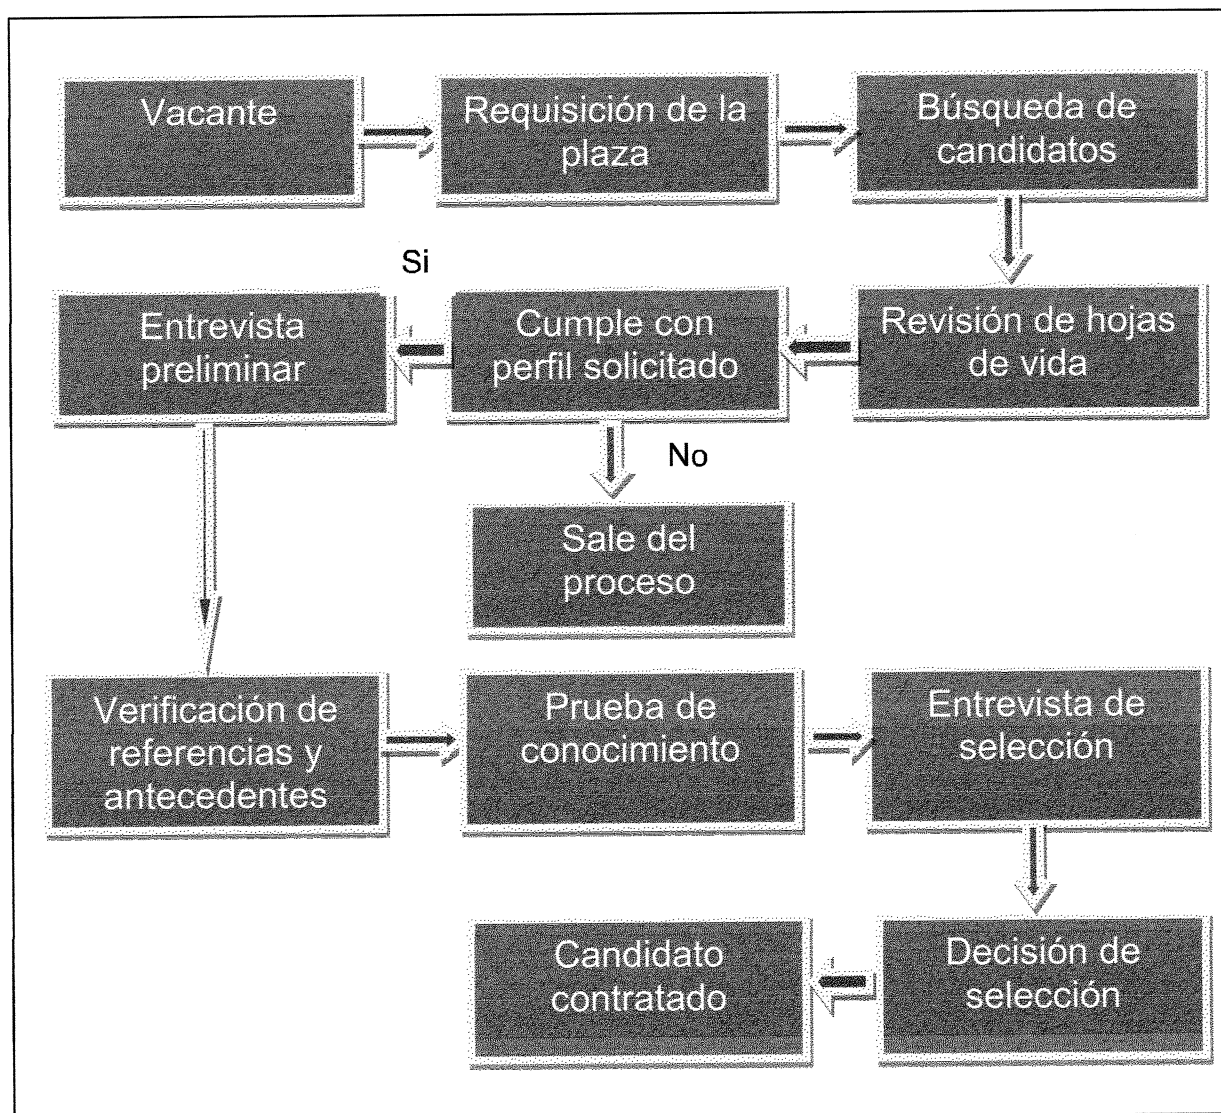 Vacante
Requisición de la
plaza
Búsqueda de
candidatos
Si
Entrevista
preliminar
Cumple con
perfil solicitado
Revisión de hojas
de vida
No
Sale del
proceso
Verificación de
referencias y
antecedentes
Prueba de
conocimiento
Entrevista de
selección
Candidato
contratado
Decisión de
selección